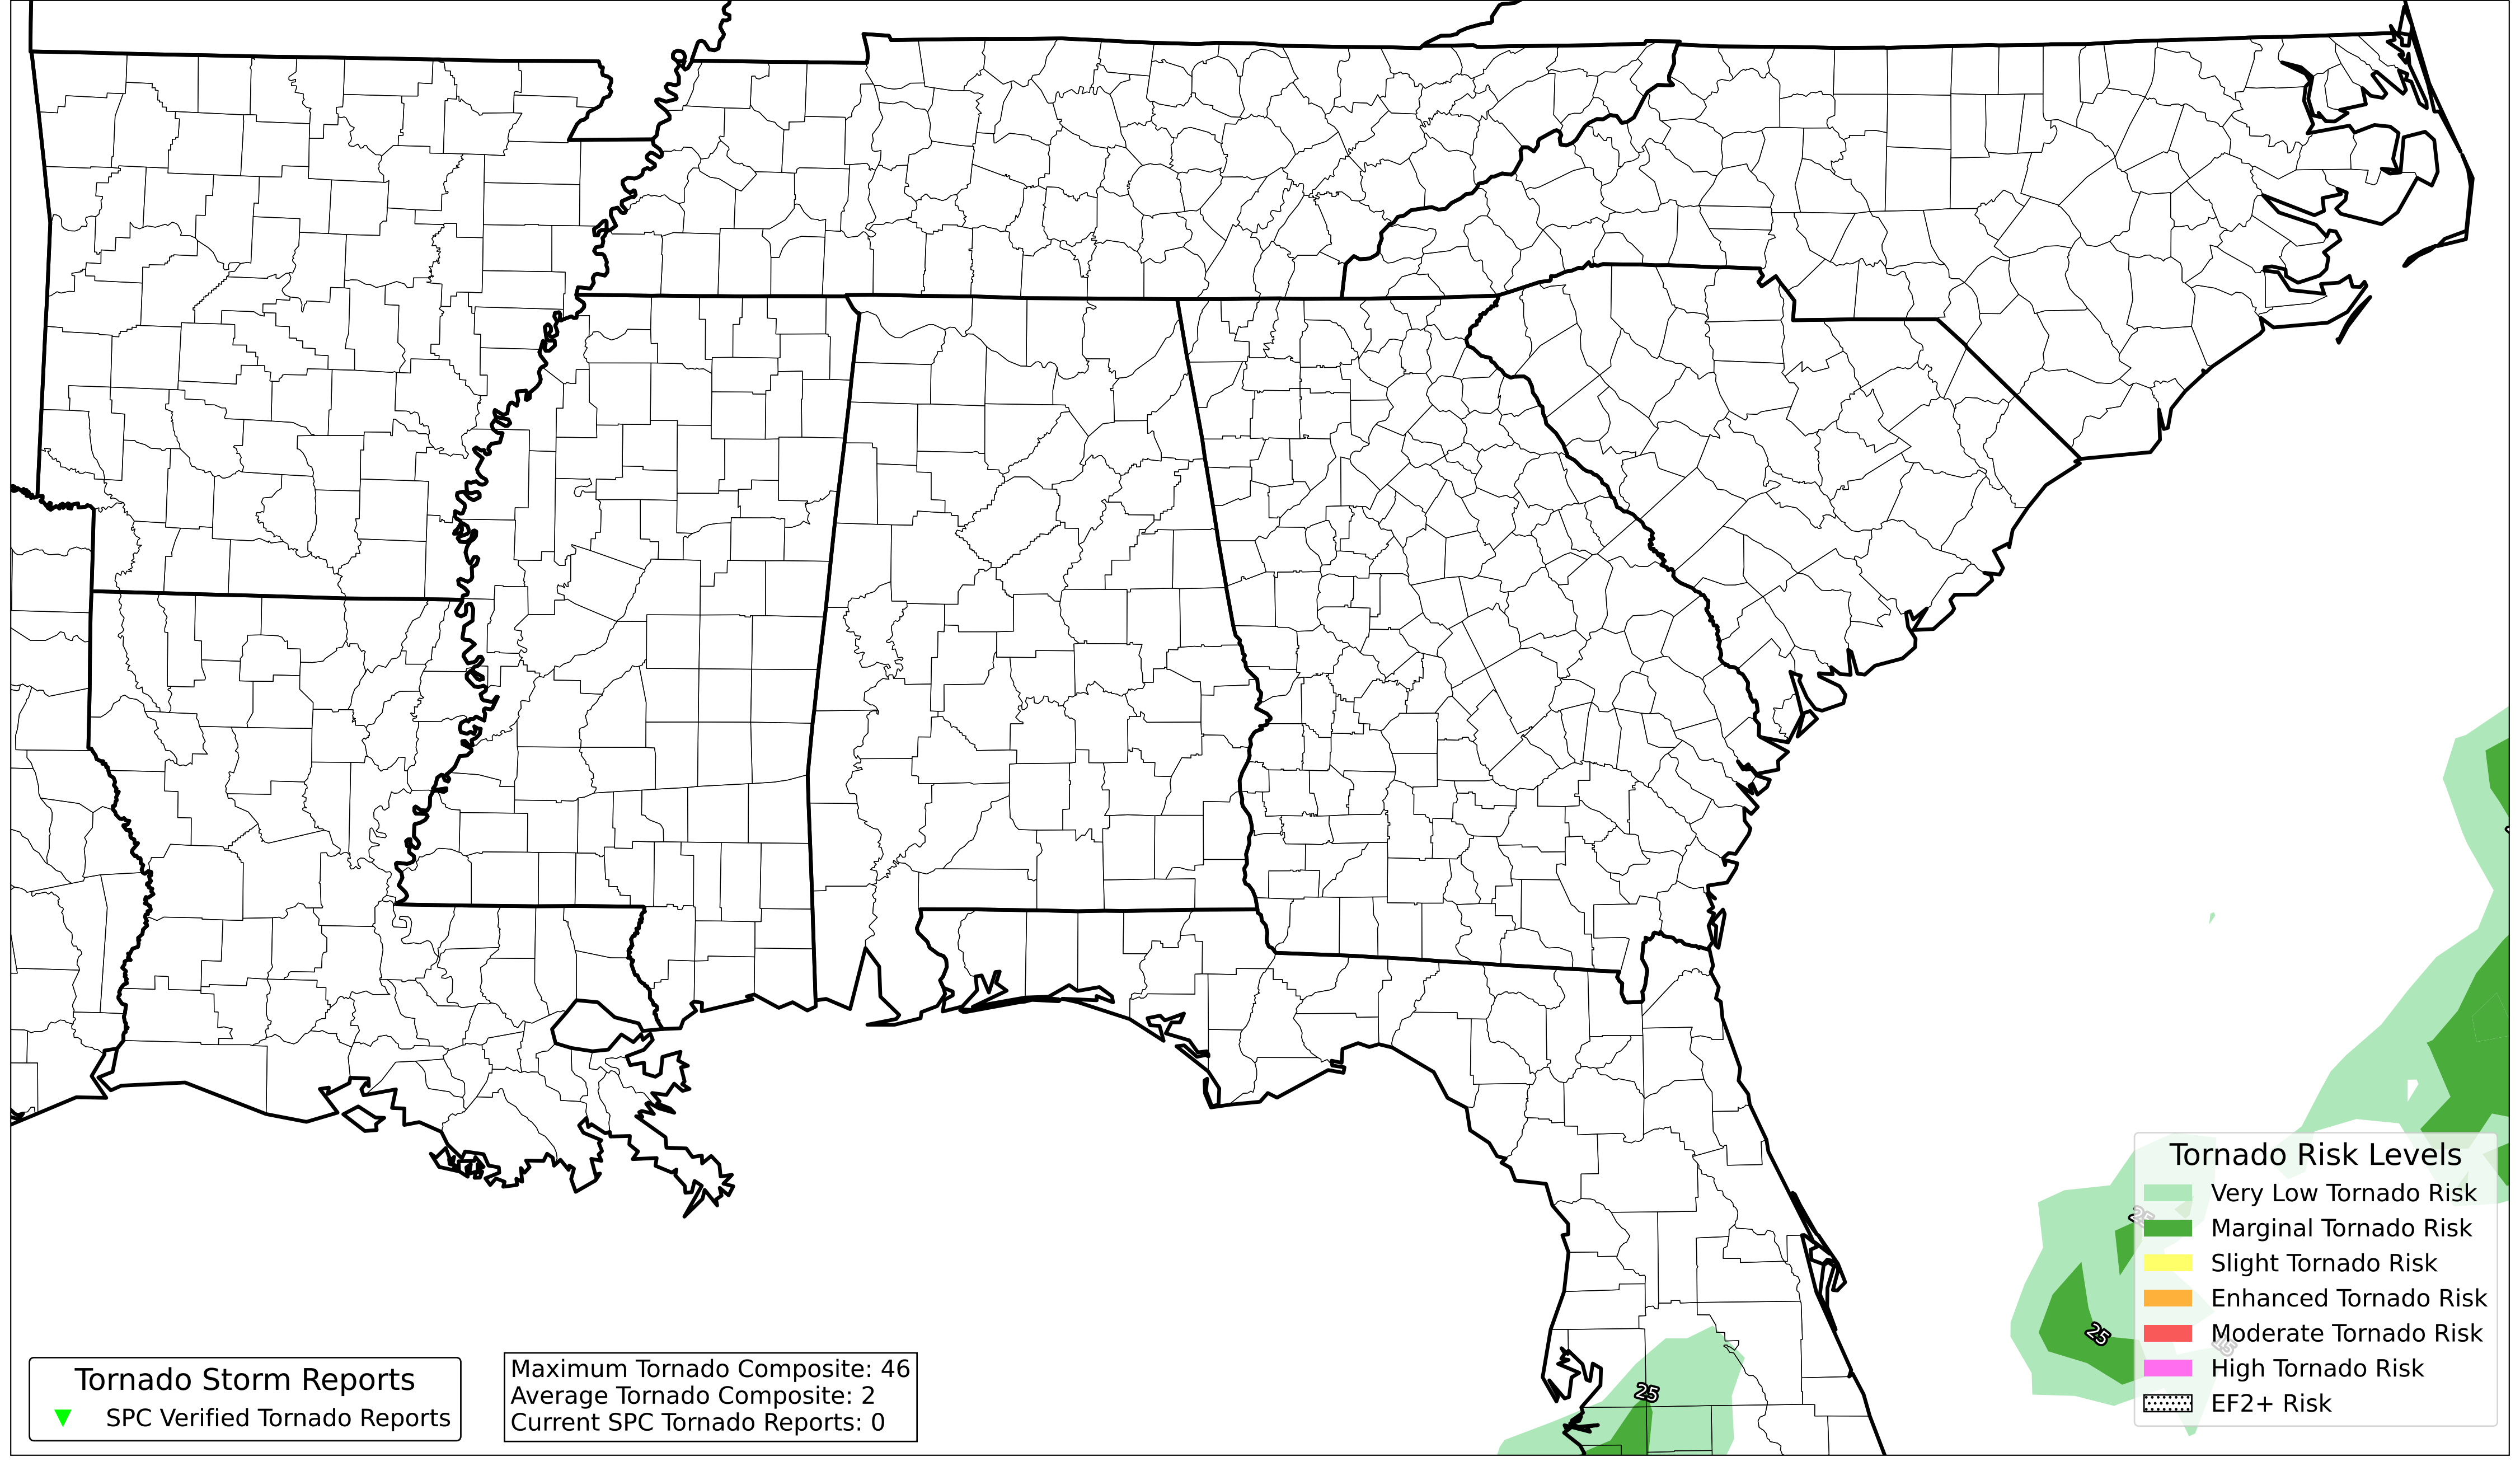 25
25
25
15
Tornado Risk Levels
Very Low Tornado Risk
Marginal Tornado Risk
Slight Tornado Risk
Enhanced Tornado Risk
Moderate Tornado Risk
High Tornado Risk
EF2+ Risk
Tornado Storm Reports
SPC Verified Tornado Reports
Maximum Tornado Composite: 46
Average Tornado Composite: 2
Current SPC Tornado Reports: 0